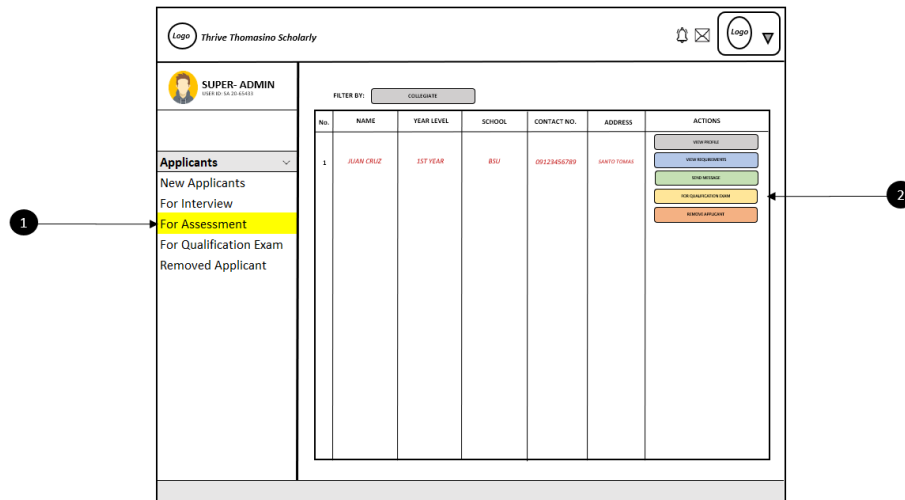 Logo
Thrive Thomasino Scholarly
Logo
SUPER- ADMIN
USER ID: SA 20-65433
FILTER BY:
COLLEGIATE
No. NAME YEAR LEVEL SCHOOL CONTACT NO. ADDRESS ACTIONS
1 JUAN CRUZ 1ST YEAR BSU 09123456789 SANTO TOMAS
VIEW PROFILE
VIEW REQUIREMENTS
SEND MESSAGE
FOR QUALIFICATION EXAM
REMOVE APPLICANT
Applicants
New Applicants
For Interview
For Assessment
For Qualification Exam
Removed Applicant
1
2